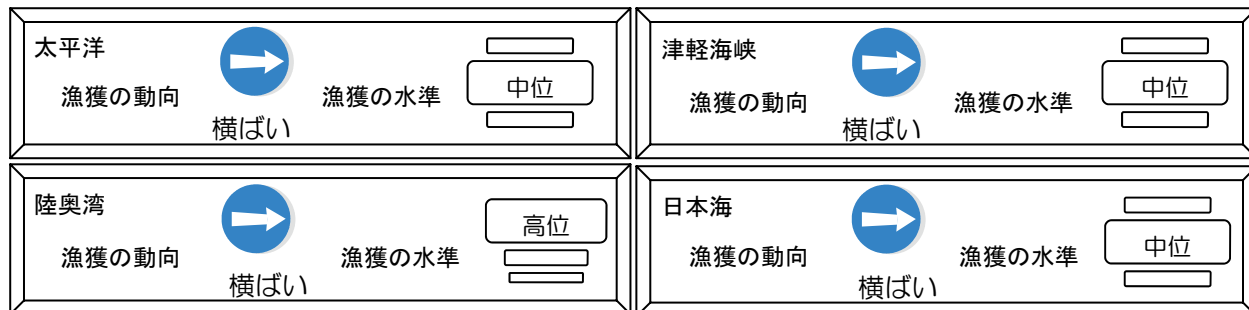 太平洋
漁獲の動向
横ばい
漁獲の水準
中位
津軽海峡
漁獲の動向
横ばい
漁獲の水準
中位
陸奥湾
漁獲の動向
横ばい
漁獲の水準
高位
日本海
漁獲の動向
横ばい
漁獲の水準
中位